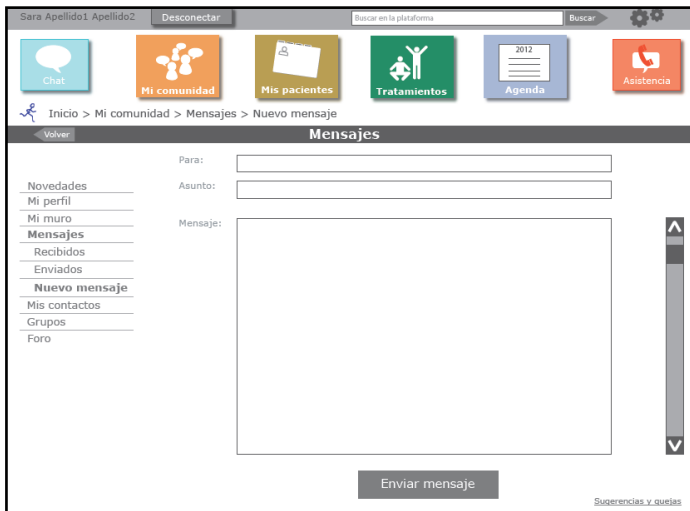 Sara Apellido1 Apellido2
Desconectar
Buscar en la plataforma
Buscar
Chat
Mi comunidad
Mis pacientes
Tratamientos
2012
Agenda
Asistencia
Inicio > Mi comunidad > Mensajes > Nuevo mensaje
Volver
Mensajes
Para:
Asunto:
Mensaje:
Novedades
Mi perfil
Mi muro
Mensajes
Recibidos
Enviados
Nuevo mensaje
Mis contactos
Grupos
Foro
Enviar mensaje
Sugerencias y quejas